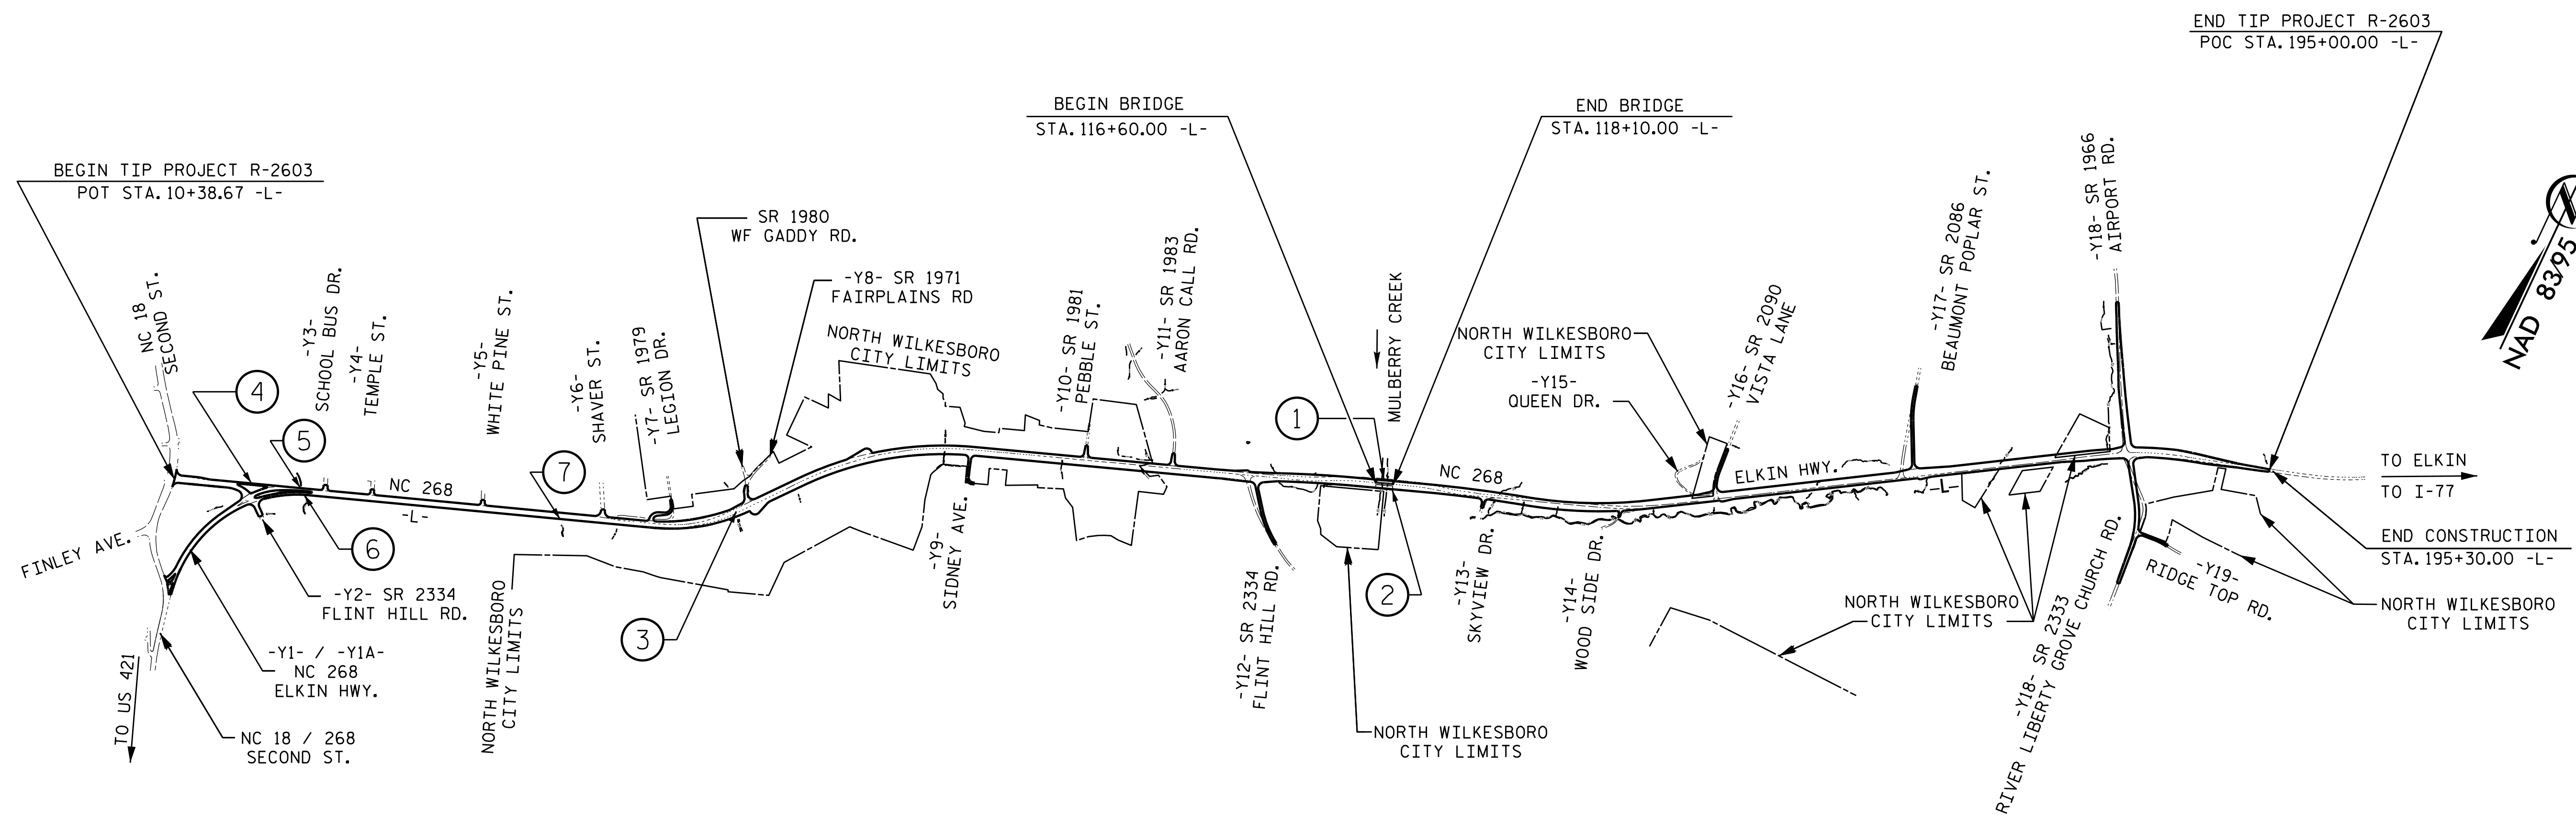 END TIP PROJECT R-2603
POC STA. 195+00.00 -L-
BEGIN BRIDGE
STA. 116+60.00 -L-
END BRIDGE
STA. 118+10.00 -L-
BEGIN TIP PROJECT R-2603
POT STA. 10+38.67 -L-
NC 18
SECOND ST.
4
5
-Y3-
SCHOOL BUS DR.
-Y4-
TEMPLE ST.
-Y5-
WHITE PINE ST.
-Y6-
SHAVER ST.
-Y7- SR 1979
LEGION DR.
SR 1980
WF GADDY RD.
-Y8- SR 1971
FAIRPLAINS RD
NORTH WILKESBORO
CITY LIMITS
-Y10- SR 1981
PEBBLE ST.
-Y11- SR 1983
AARON CALL RD.
1
MULBERRY CREEK
NORTH WILKESBORO
CITY LIMITS
-Y15-
QUEEN DR.
-Y16- SR 2090
VISTA LANE
-Y17- SR 2086
BEAUMONT POPLAR ST.
-Y18- SR 1966
AIRPORT RD.
NAD 83/95
NC 268
-L-
7
NC 268
ELKIN HWY.
-L-
TO ELKIN
TO I-77
END CONSTRUCTION
STA. 195+30.00 -L-
FINLEY AVE.
6
-Y2- SR 2334
FLINT HILL RD.
-Y1- / -Y1A-
NC 268
ELKIN HWY.
TO US 421
NC 18 / 268
SECOND ST.
NORTH WILKESBORO
CITY LIMITS
3
-Y9-
SIDNEY AVE.
-Y12- SR 2334
FLINT HILL RD.
2
NORTH WILKESBORO
CITY LIMITS
-Y13-
SKYVIEW DR.
-Y14-
WOOD SIDE DR.
NORTH WILKESBORO
CITY LIMITS
-Y18- SR 2333
RIVER LIBERTY GROVE CHURCH RD.
-Y19-
RIDGE TOP RD.
NORTH WILKESBORO
CITY LIMITS